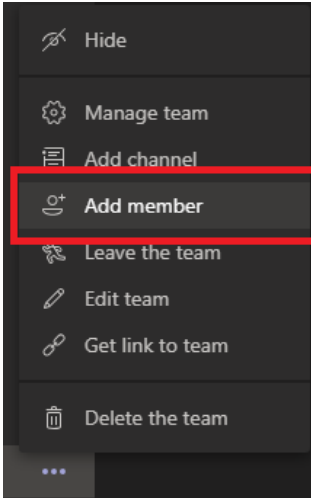 Hide
Manage team
Add channel
Add member
Leave the team
Edit team
Get link to team
Delete the team